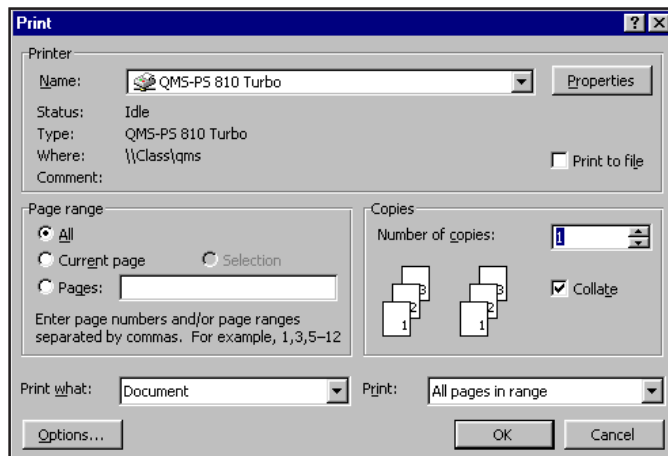 Print
Printer
Name: QMS-PS 810 Turbo Properties
Status: Idle
Type: QMS-PS 810 Turbo
Where: \\Class\qms Print to file
Comment:
Page range
All
Current page Selection
Pages:
Enter page numbers and/or page ranges
separated by commas. For example, 1,3,5–12
Copies
Number of copies: 1
3 3
2 2
1 1
Collate
Print what: Document Print: All pages in range
Options... OK Cancel